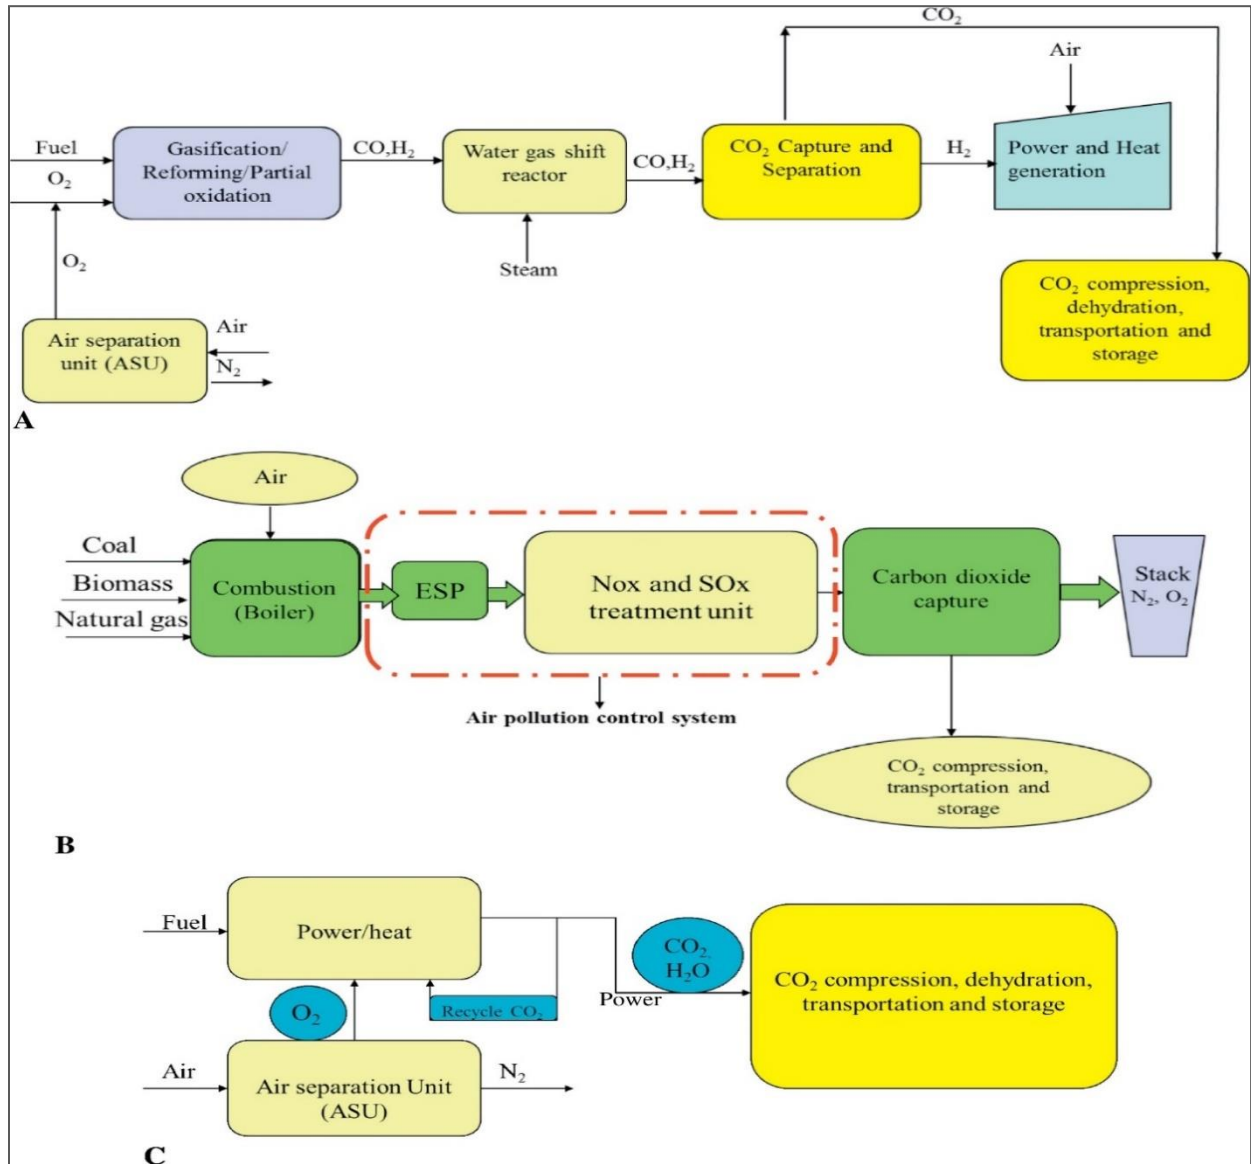 CO₂
Air
Fuel
O₂
Gasification/
Reforming/Partial
oxidation
CO,H₂
Water gas shift
reactor
CO,H₂
CO₂ Capture and
Separation
H₂
Power and Heat
generation
O₂
Steam
CO₂ compression,
dehydration,
transportation and
storage
Air separation
unit (ASU)
Air
N₂
A
Air
Coal
Biomass
Natural gas
Combustion
(Boiler)
ESP
Nox and SOx
treatment unit
Carbon dioxide
capture
Stack
N₂, O₂
Air pollution control system
CO₂ compression,
transportation and
storage
B
Fuel
Power/heat
CO₂,
H₂O
Power
CO₂ compression, dehydration,
transportation and storage
O₂
Recycle CO₂
Air
Air separation Unit
(ASU)
N₂
C